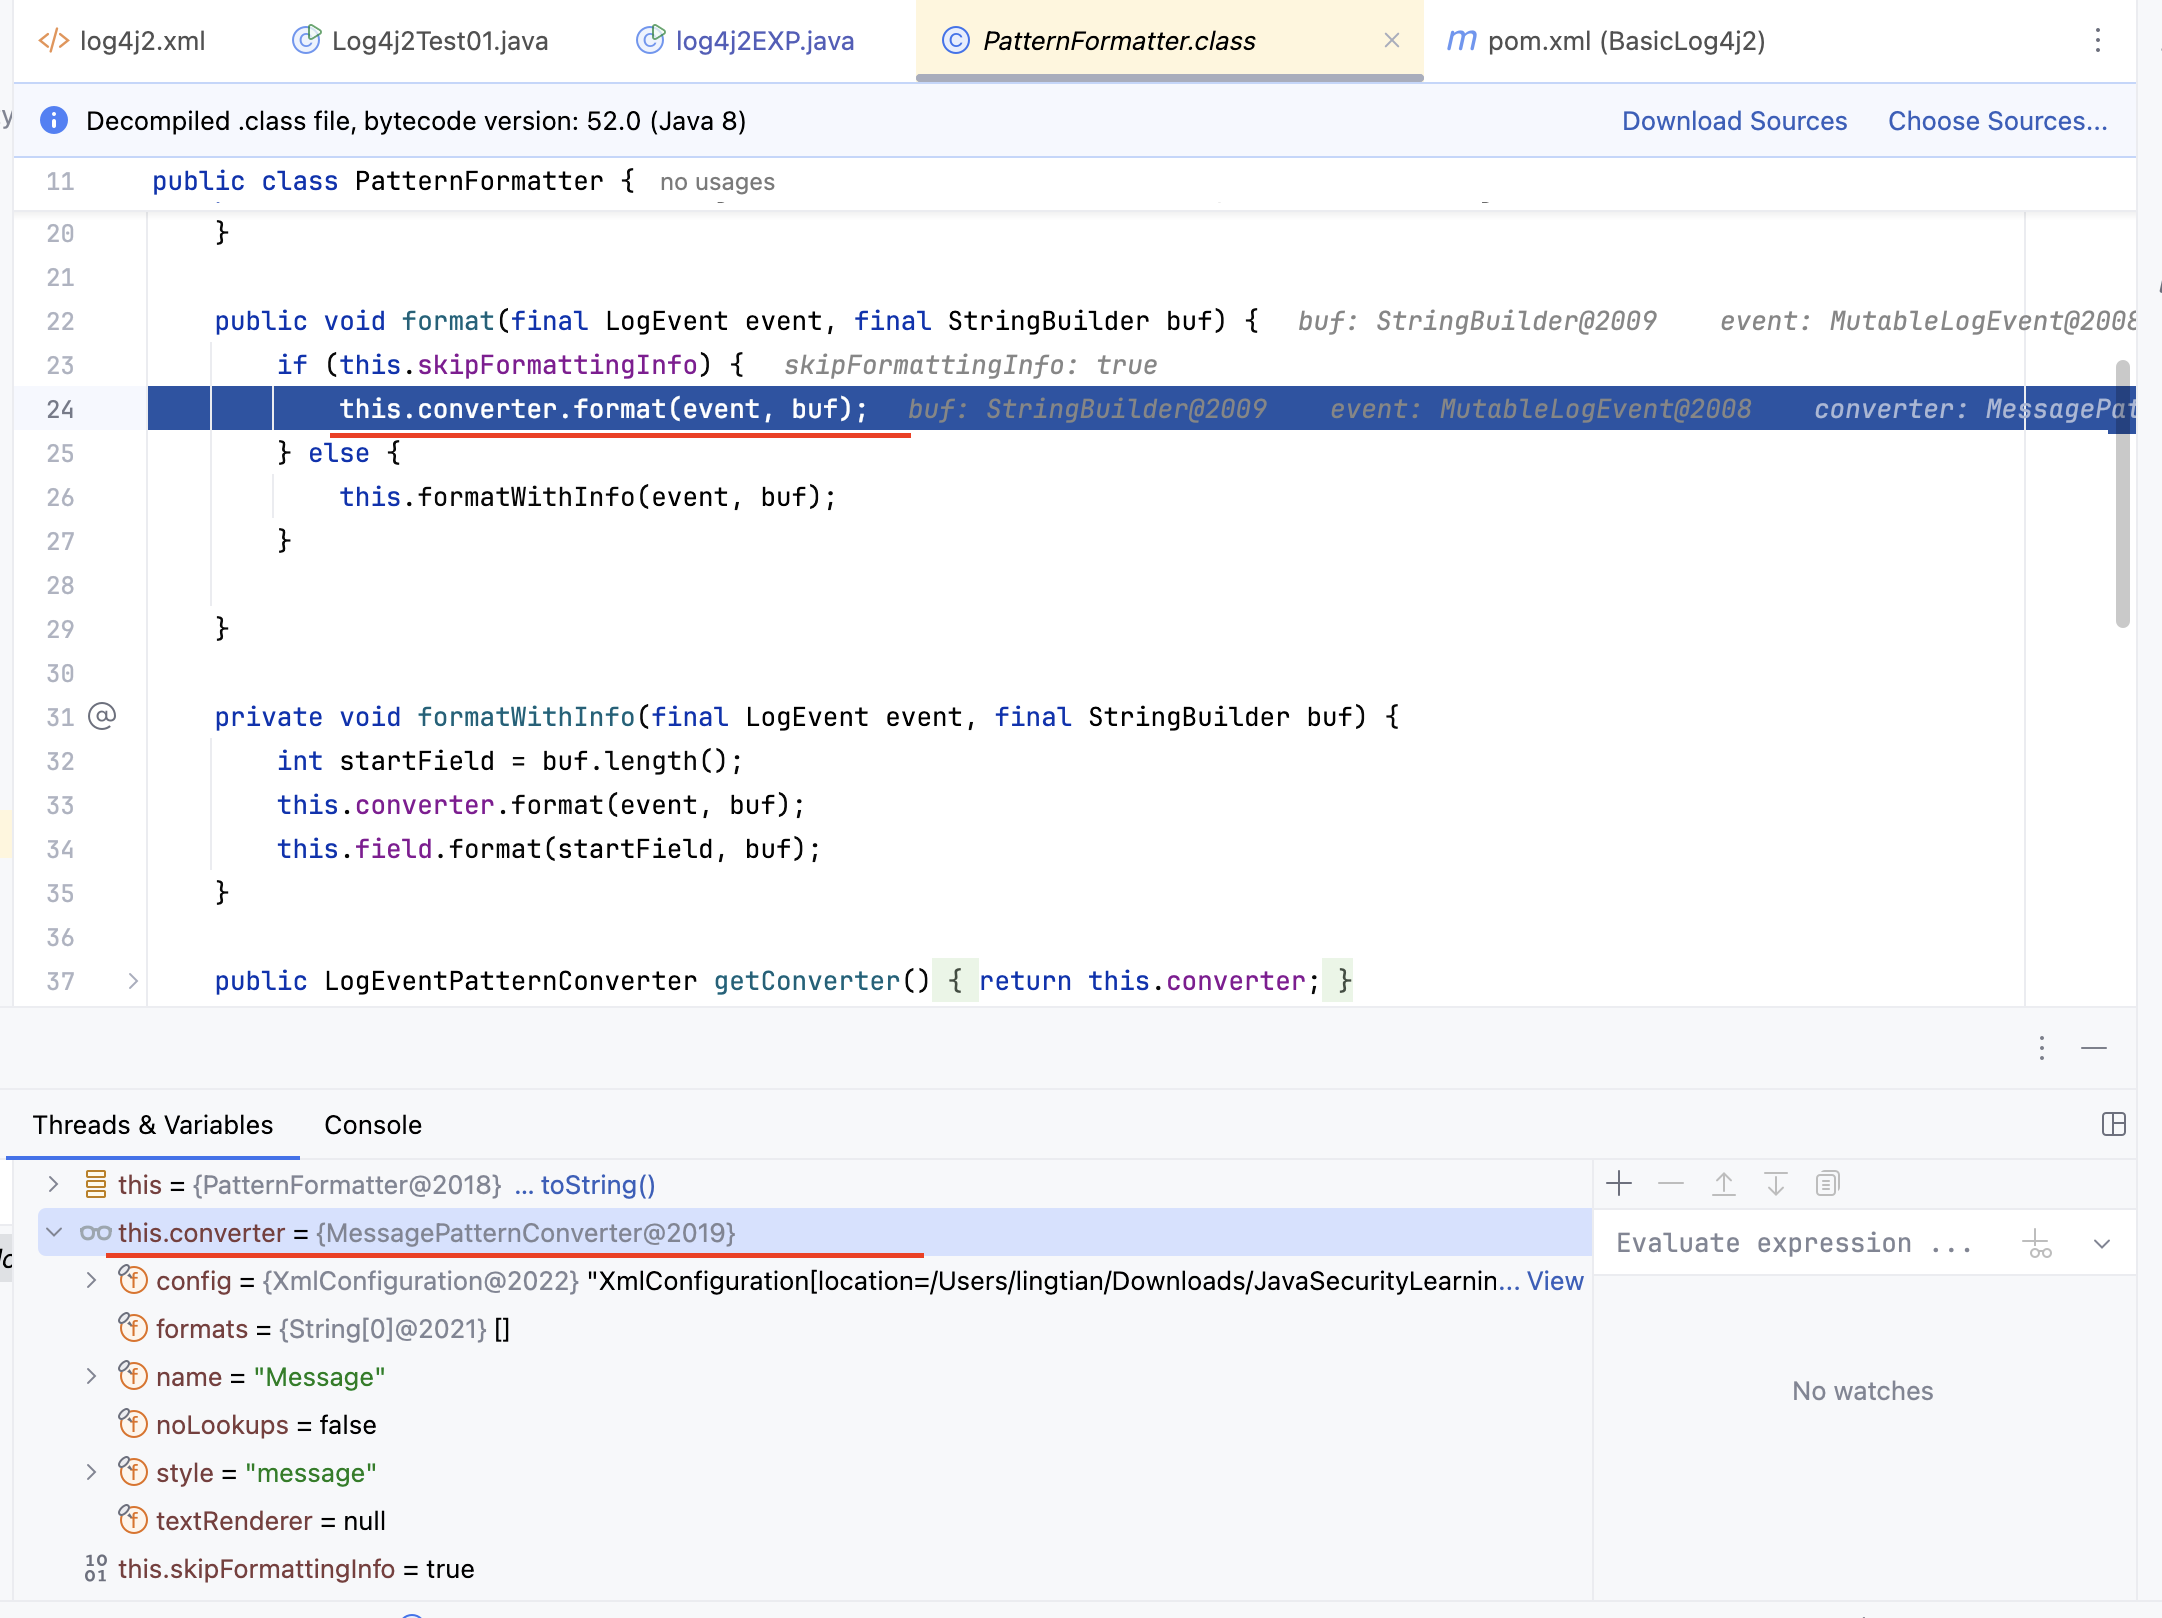 log4j2.xml Log4j2Test01.java log4j2EXP.java PatternFormatter.class pom.xml (BasicLog4j2)
Decompiled .class file, bytecode version: 52.0 (Java 8) Download Sources Choose Sources...
11 public class PatternFormatter { no usages
20 }
21
22 public void format(final LogEvent event, final StringBuilder buf) { buf: StringBuilder@2009 event: MutableLogEvent@2008
23 if (this.skipFormattingInfo) { skipFormattingInfo: true
24 this.converter.format(event, buf); buf: StringBuilder@2009 event: MutableLogEvent@2008 converter: MessagePat
25 } else {
26 this.formatWithInfo(event, buf);
27 }
28
29 }
30
31 private void formatWithInfo(final LogEvent event, final StringBuilder buf) {
32 int startField = buf.length();
33 this.converter.format(event, buf);
34 this.field.format(startField, buf);
35 }
36
37 public LogEventPatternConverter getConverter() { return this.converter; }
Threads & Variables Console
this = {PatternFormatter@2018} ... toString()
this.converter = {MessagePatternConverter@2019}
Evaluate expression ...
config = {XmlConfiguration@2022} "XmlConfiguration[location=/Users/lingtian/Downloads/JavaSecurityLearnin... View
formats = {String[0]@2021} []
name = "Message"
No watches
noLookups = false
style = "message"
textRenderer = null
this.skipFormattingInfo = true